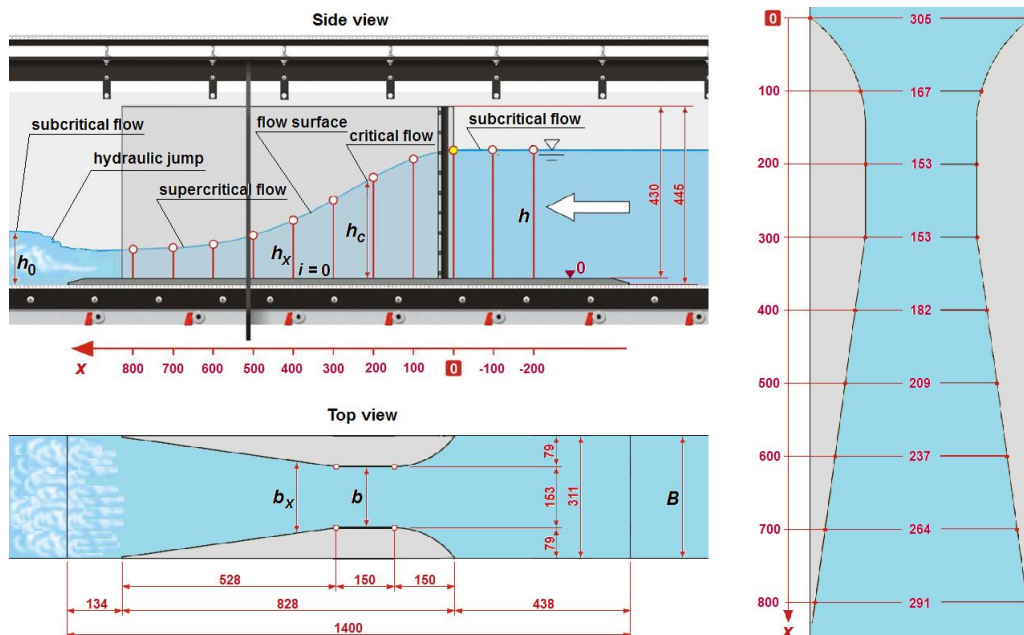 Side view
subcritical flow
hydraulic jump
supercritical flow
flow surface
critical flow
subcritical flow
h0
hx
i = 0
hc
h
0
430
445
x
800
700
600
500
400
300
200
100
0
-100
-200
Top view
bx
b
79
153
79
311
B
528
150
150
134
828
438
1400
0
305
100
167
200
153
300
153
400
182
500
209
600
237
700
264
800
291
x